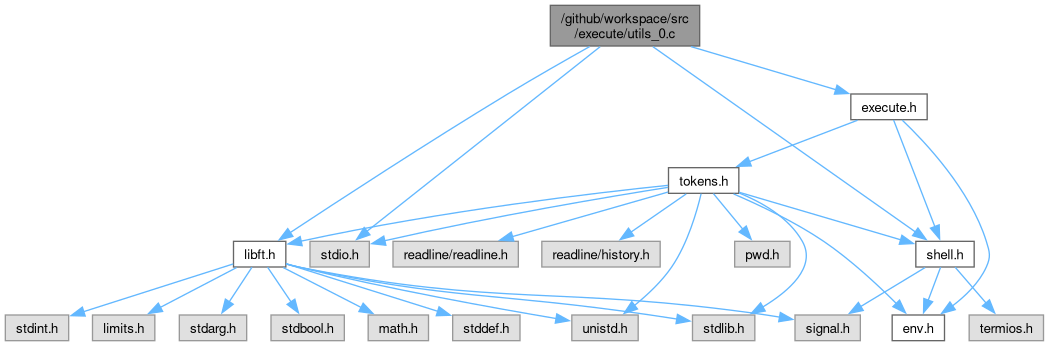 /github/workspace/src
/execute/utils_0.c
execute.h
tokens.h
libft.h
stdio.h
readline/readline.h
readline/history.h
pwd.h
shell.h
stdint.h
limits.h
stdarg.h
stdbool.h
math.h
stddef.h
unistd.h
stdlib.h
signal.h
env.h
termios.h